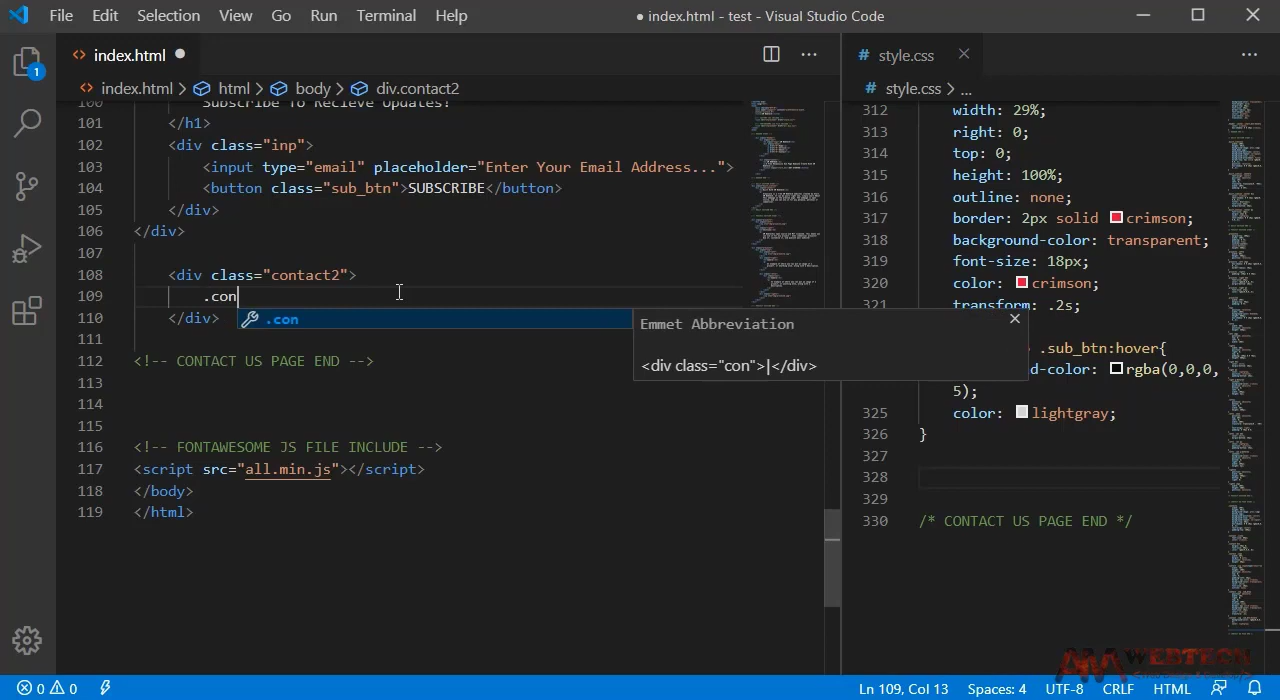 File Edit Selection View Go Run Terminal Help ● index.html - test - Visual Studio Code
index.html ●
# style.css
index.html > html > body > div.contact2
# style.css > ...
1
100 Subscribe To Recieve Updates!
101 </h1>
102 <div class="inp">
103 <input type="email" placeholder="Enter Your Email Address...">
104 <button class="sub_btn">SUBSCRIBE</button>
105 </div>
106 </div>
107
108 <div class="contact2">
109 .con
110 </div>
111
112 <!-- CONTACT US PAGE END -->
113
114
115
116 <!-- FONTAWESOME JS FILE INCLUDE -->
117 <script src="all.min.js"></script>
118 </body>
119 </html>
.con
Emmet Abbreviation
<div class="con">|</div>
312 width: 29%;
313 right: 0;
314 top: 0;
315 height: 100%;
316 outline: none;
317 border: 2px solid crimson;
318 background-color: transparent;
319 font-size: 18px;
320 color: crimson;
321 transform: .2s;
.sub_btn:hover{
d-color: rgba(0,0,0,
5);
325 color: lightgray;
326 }
327
328
329
330 /* CONTACT US PAGE END */
AM WEBTECH
0 0 Ln 109, Col 13 Spaces: 4 UTF-8 CRLF HTML